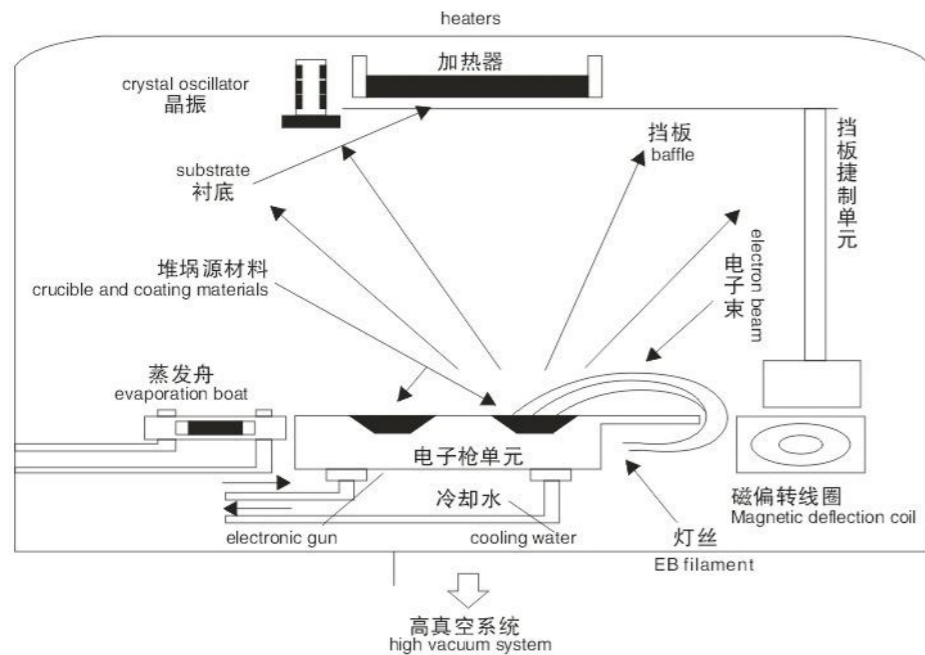 heaters
加热器
crystal oscillator
晶振
挡板
baffle
挡板捷制单元
substrate
衬底
堆埚源材料
crucible and coating materials
electron beam
电子束
蒸发舟
evaporation boat
电子枪单元
冷却水
electronic gun
cooling water
磁偏转线圈
Magnetic deflection coil
灯丝
EB filament
高真空系统
high vacuum system